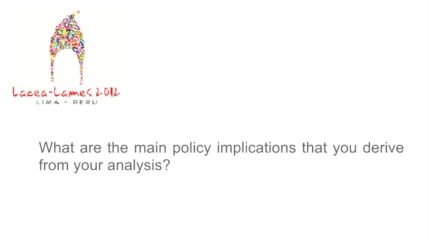 Lacea-Lames 2012
LIMA - PERU
What are the main policy implications that you derive
from your analysis?